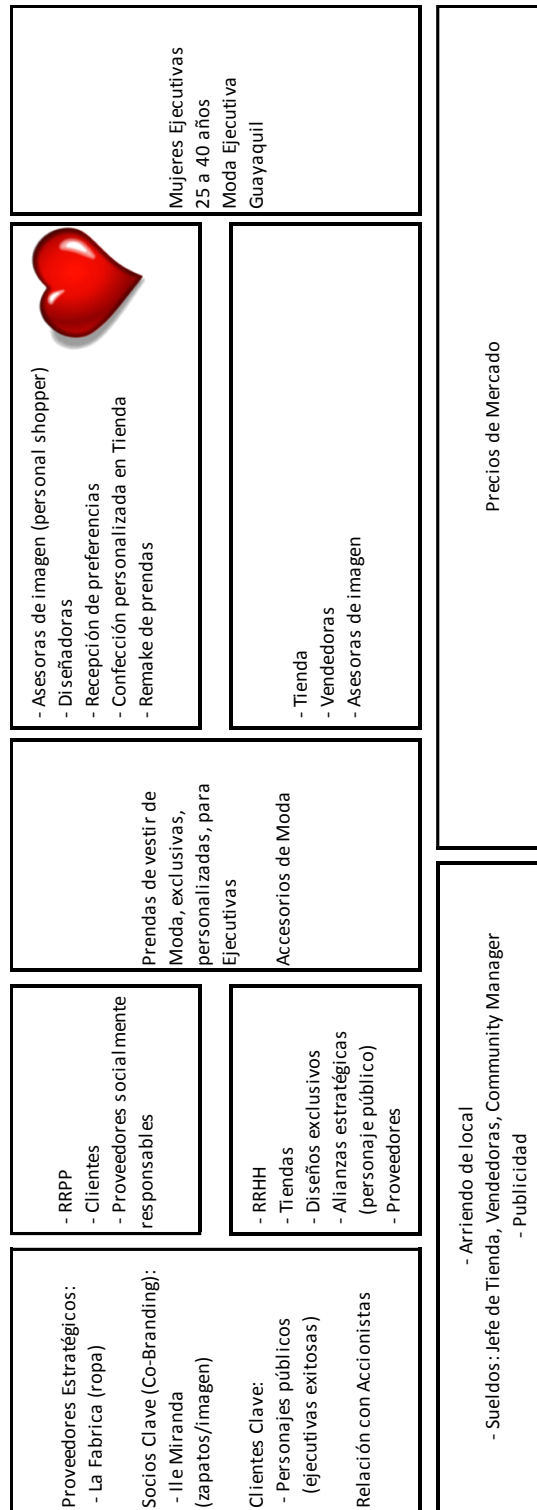 Proveedores Estratégicos:
- La Fabrica (ropa)
Socios Clave (Co-Branding):
- Ile Miranda
(zapatos/imagen)
Clientes Clave:
- Personajes públicos
(ejecutivas exitosas)
Relación con Accionistas
- RRPP
- Clientes
- Proveedores socialmente
responsables
- RRHH
- Tiendas
- Diseños exclusivos
- Alianzas estratégicas
(personaje público)
- Proveedores
Prendas de vestir de
Moda, exclusivas,
personalizadas, para
Ejecutivas
Accesorios de Moda
- Asesoras de imagen (personal shopper)
- Diseñadoras
- Recepción de preferencias
- Confección personalizada en Tienda
- Remake de prendas
- Tienda
- Vendedoras
- Asesoras de imagen
Mujeres Ejecutivas
25 a 40 años
Moda Ejecutiva
Guayaquil
- Arriendo de local
- Sueldos: Jefe de Tienda, Vendedoras, Community Manager
- Publicidad
Precios de Mercado